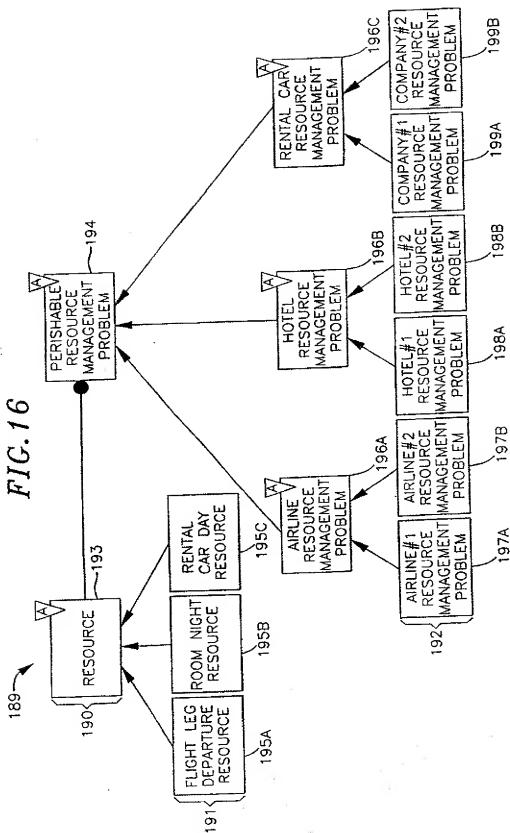 FIG.16
189
193
A
RESOURCE
190
194
A
PERISHABLE
RESOURCE
MANAGEMENT
PROBLEM
FLIGHT LEG
DEPARTURE
RESOURCE
195A
ROOM NIGHT
RESOURCE
195B
RENTAL
CAR DAY
RESOURCE
195C
191
A
AIRLINE
RESOURCE
MANAGEMENT
PROBLEM
196A
A
HOTEL
RESOURCE
MANAGEMENT
PROBLEM
196B
A
RENTAL CAR
RESOURCE
MANAGEMENT
PROBLEM
196C
192
AIRLINE#1
RESOURCE
MANAGEMENT
PROBLEM
197A
AIRLINE#2
RESOURCE
MANAGEMENT
PROBLEM
197B
HOTEL#1
RESOURCE
MANAGEMENT
PROBLEM
198A
HOTEL#2
RESOURCE
MANAGEMENT
PROBLEM
198B
COMPANY#1
RESOURCE
MANAGEMENT
PROBLEM
199A
COMPANY#2
RESOURCE
MANAGEMENT
PROBLEM
199B